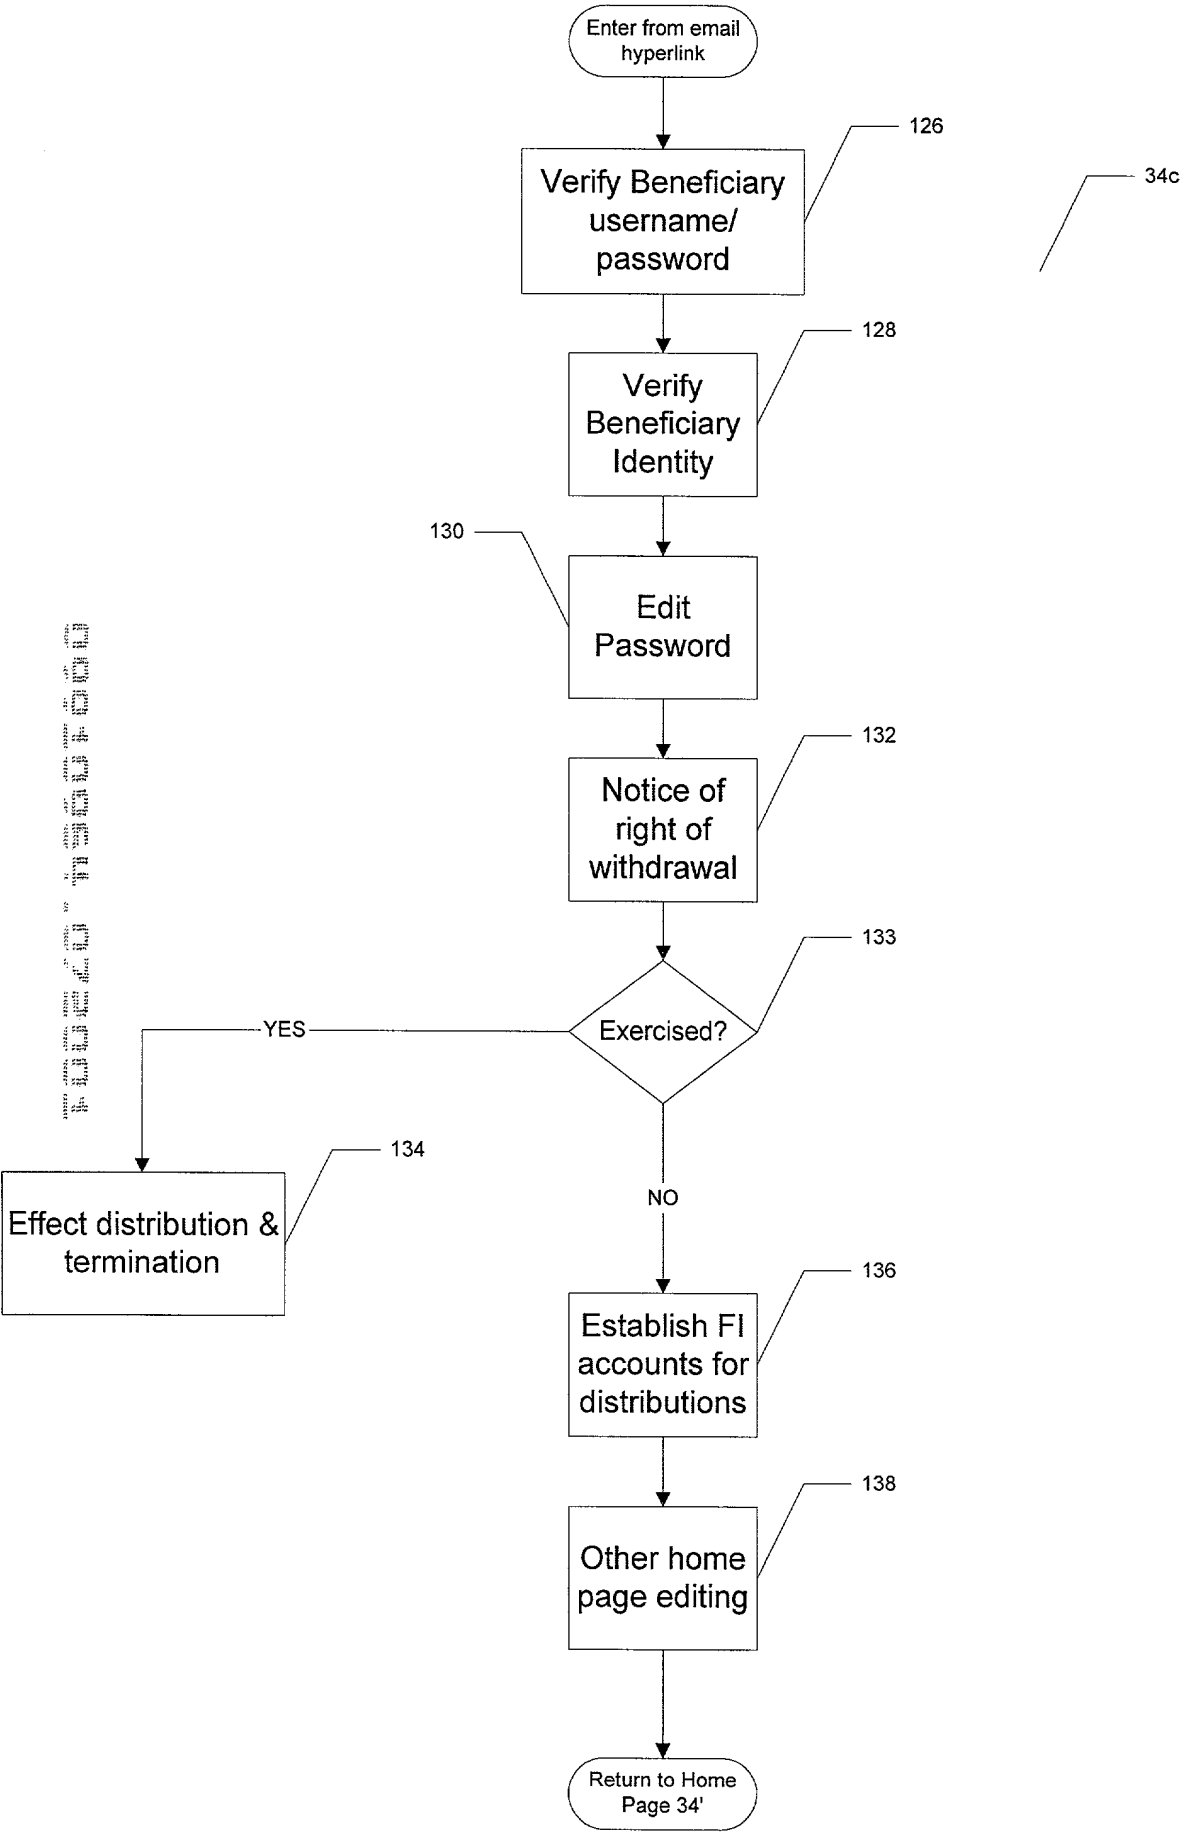 Enter from email
hyperlink
126
34c
Verify Beneficiary
username/
password
128
Verify
Beneficiary
Identity
130
Edit
Password
132
Notice of
right of
withdrawal
133
Exercised?
YES
134
Effect distribution &
termination
NO
136
Establish FI
accounts for
distributions
138
Other home
page editing
Return to Home
Page 34'